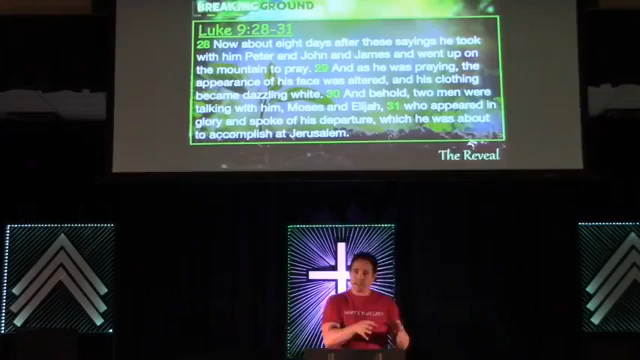 BREAKINGGROUND
Luke 9:28-31
28 Now about eight days after these sayings he took
with him Peter and John and James and went up on
the mountain to pray. 29 And as he was praying, the
appearance of his face was altered, and his clothing
became dazzling white. 30 And behold, two men were
talking with him, Moses and Elijah, 31 who appeared in
glory and spoke of his departure, which he was about
to accomplish at Jerusalem.
The Reveal